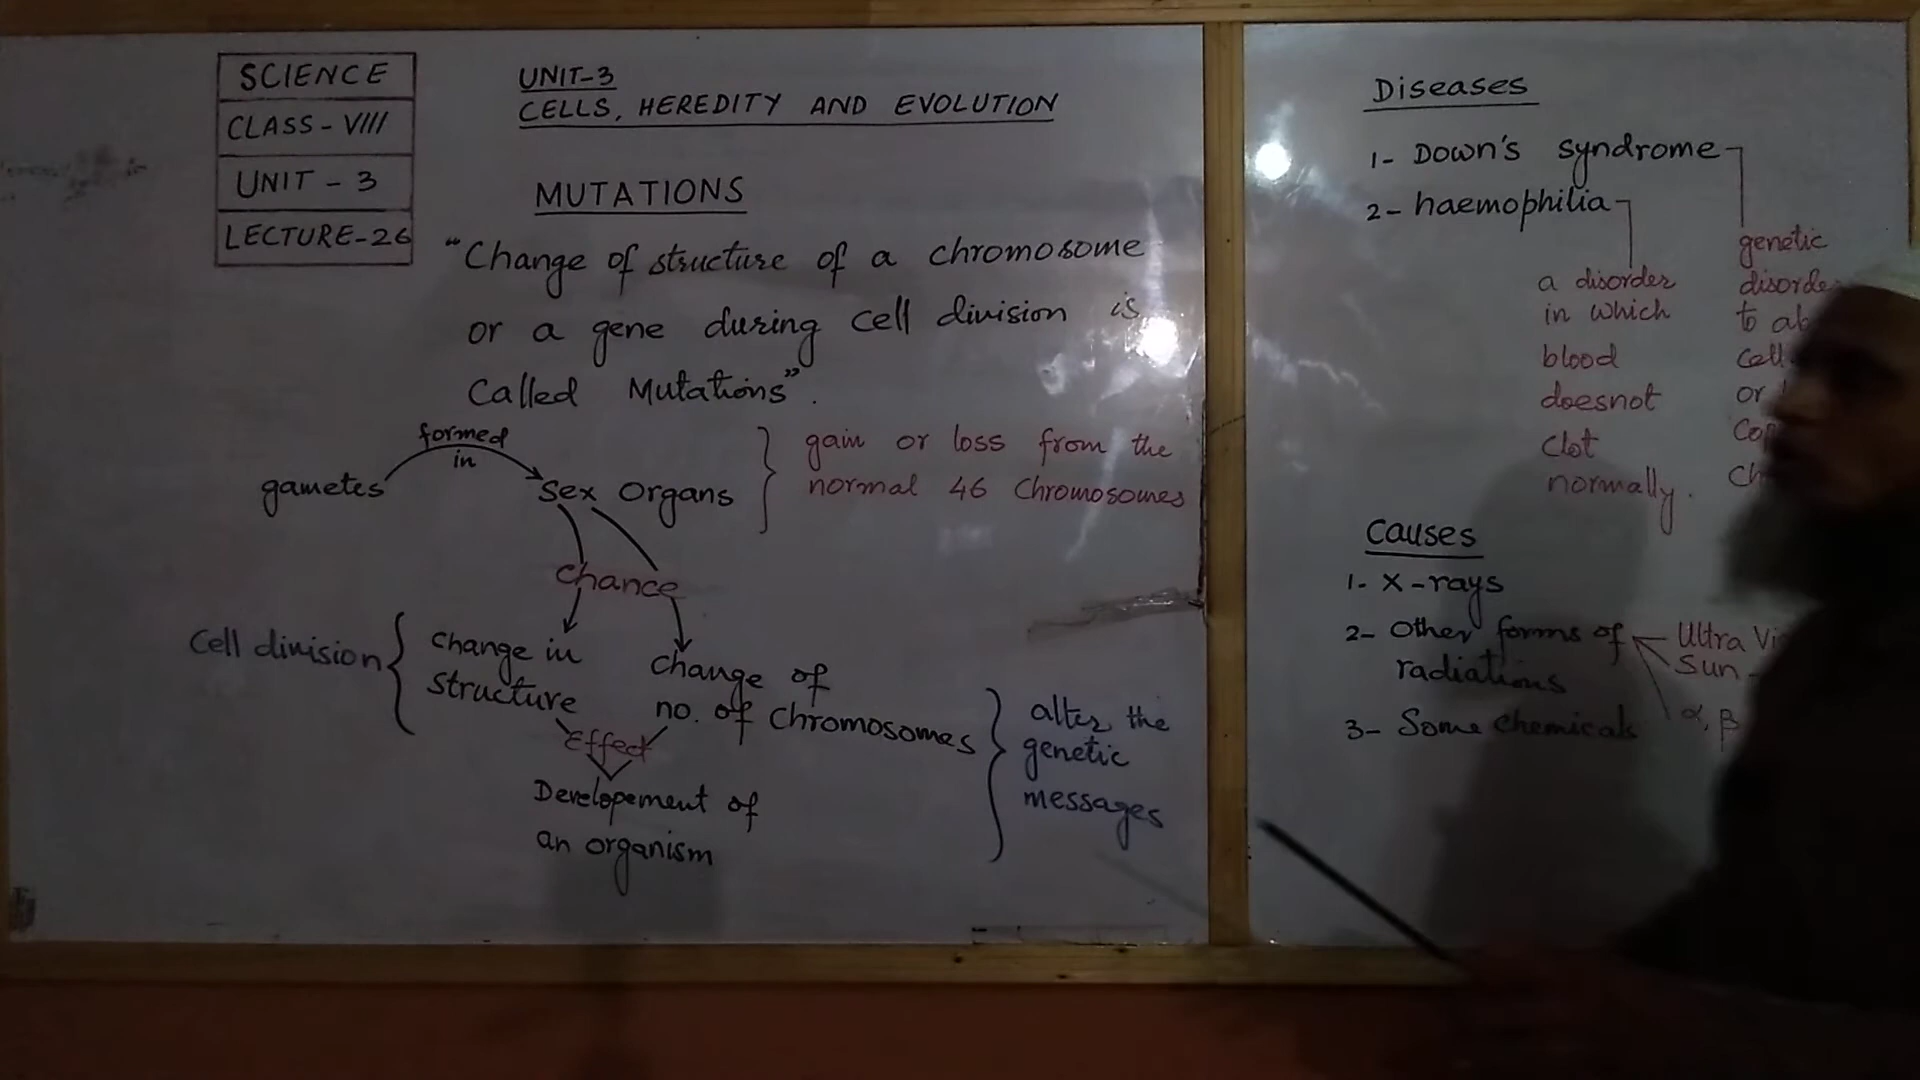 SCIENCE
CLASS - VIII
UNIT - 3
LECTURE-26
UNIT-3
CELLS, HEREDITY AND EVOLUTION
MUTATIONS
"Change of structure of a chromosome
or a gene during cell division is
Called Mutations".
gametes
formed
in
Sex Organs
gain or loss from the
normal 46 Chromosomes
Chance
Cell division
change in
structure
change of
no. of chromosomes
Effect
Developement of
an organism
alter the
genetic
messages
Diseases
1- Down's syndrome
2- haemophilia
a disorder
in which
blood
doesnot
clot
normally.
genetic
to
or
Causes
1- X-rays
2- Other forms of
radiations
Ultra
Sun
α, β
3- Some chemicals